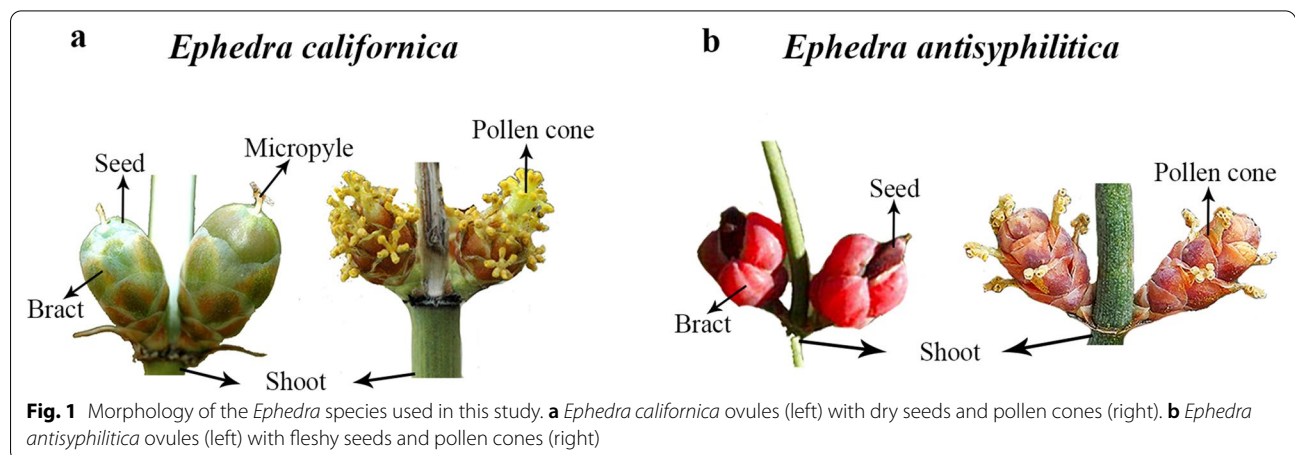 a
Ephedra californica
b
Ephedra antisyphilitica
Pollen cone
Micropyle
Seed
Bract
Shoot
Seed
Pollen cone
Bract
Shoot
Fig. 1 Morphology of the Ephedra species used in this study. a Ephedra californica ovules (left) with dry seeds and pollen cones (right). b Ephedra
antisyphilitica ovules (left) with fleshy seeds and pollen cones (right)